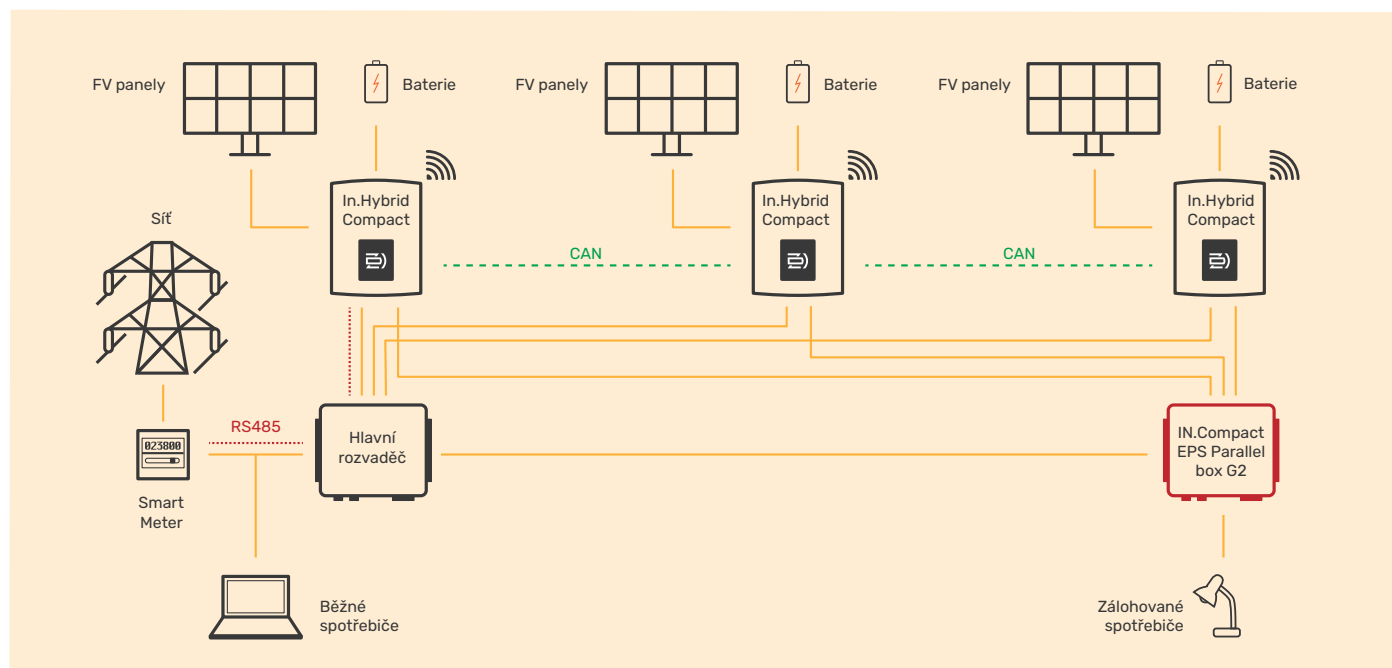 FV panely
Baterie
FV panely
Baterie
FV panely
Baterie
In.Hybrid
Compact
In.Hybrid
Compact
In.Hybrid
Compact
Síť
CAN
CAN
RS485
023800
Hlavní
rozvaděč
IN.Compact
EPS Parallel
box G2
Smart
Meter
Běžné
spotřebiče
Zálohované
spotřebiče